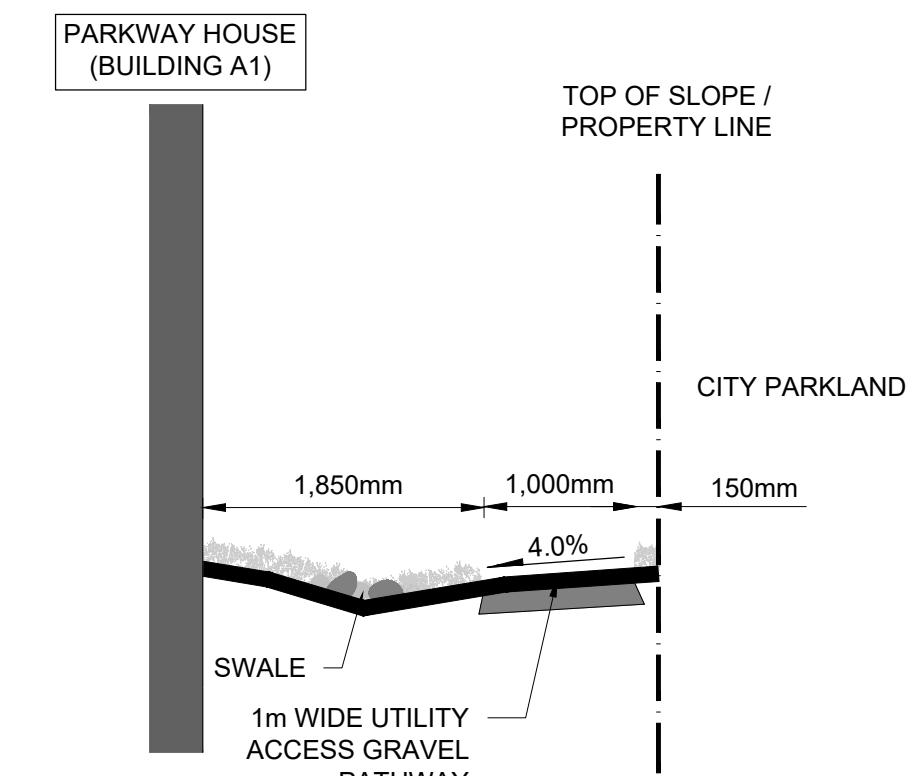 PARKWAY HOUSE
(BUILDING A1)
TOP OF SLOPE /
PROPERTY LINE
CITY PARKLAND
1,850mm
1,000mm
150mm
4.0%
SWALE
1m WIDE UTILITY
ACCESS GRAVEL
PATHWAY